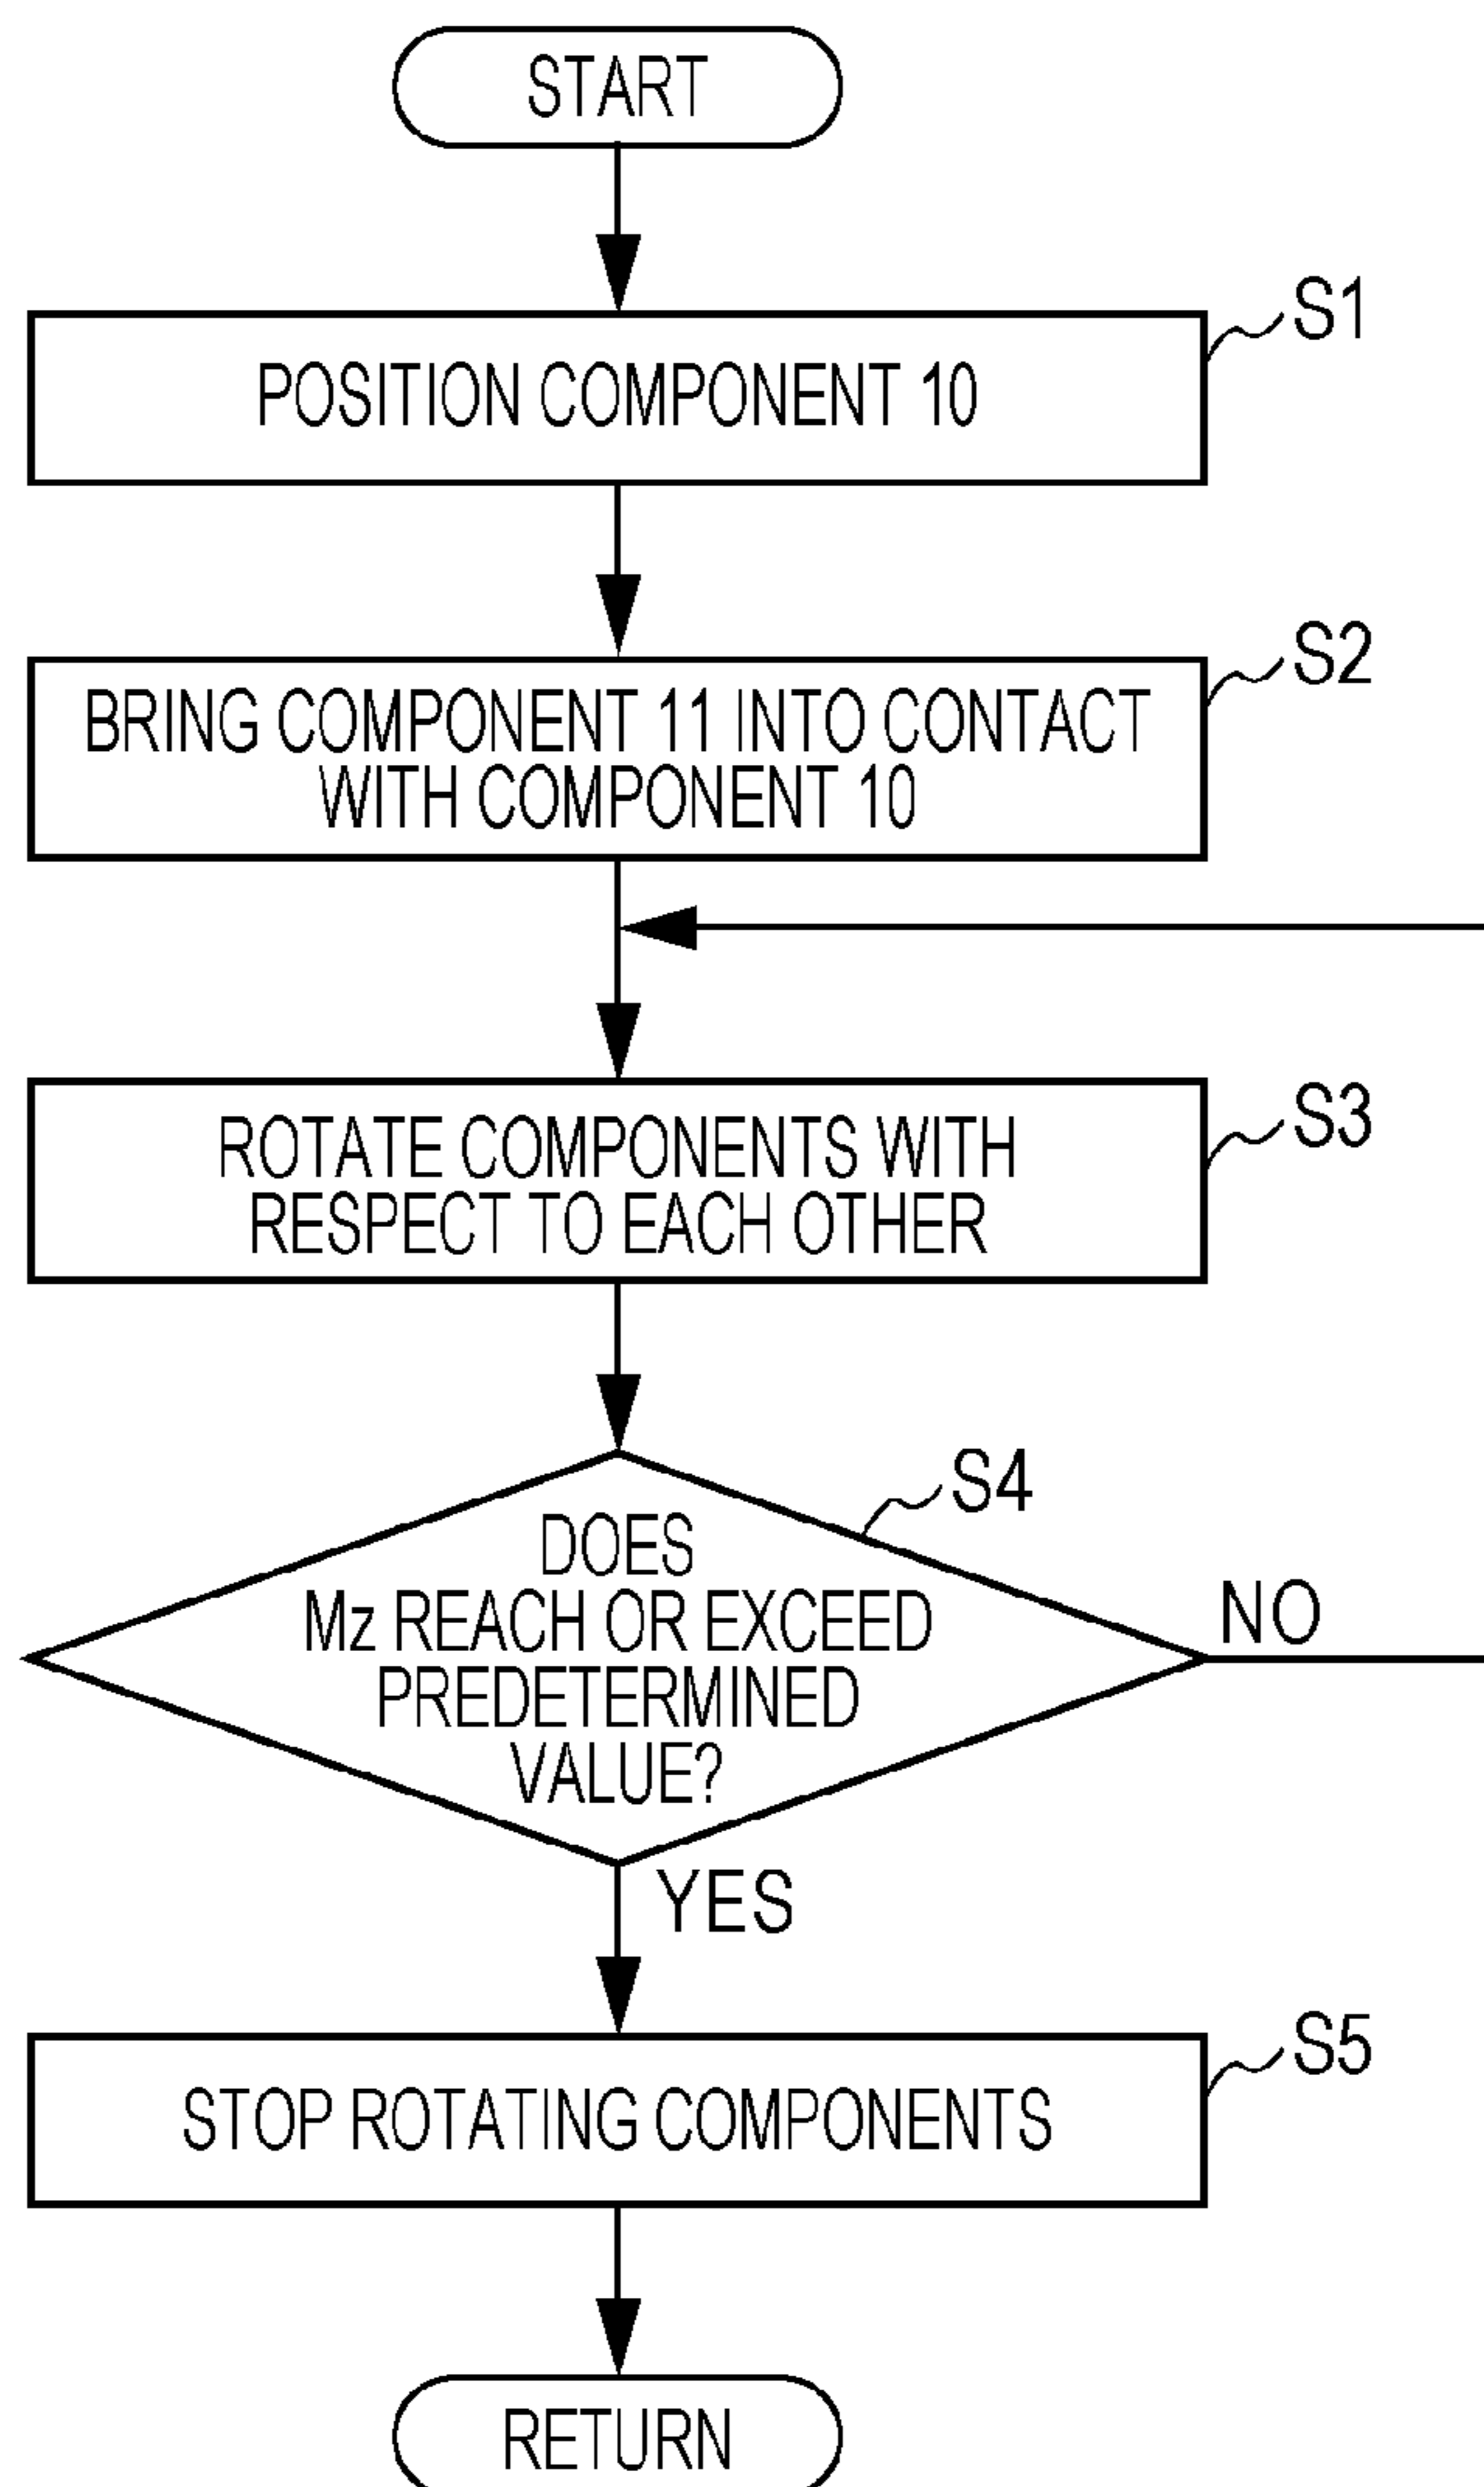 START
S1
POSITION COMPONENT 10
S2
BRING COMPONENT 11 INTO CONTACT
WITH COMPONENT 10
S3
ROTATE COMPONENTS WITH
RESPECT TO EACH OTHER
S4
DOES
Mz REACH OR EXCEED
PREDETERMINED
VALUE?
NO
YES
S5
STOP ROTATING COMPONENTS
RETURN